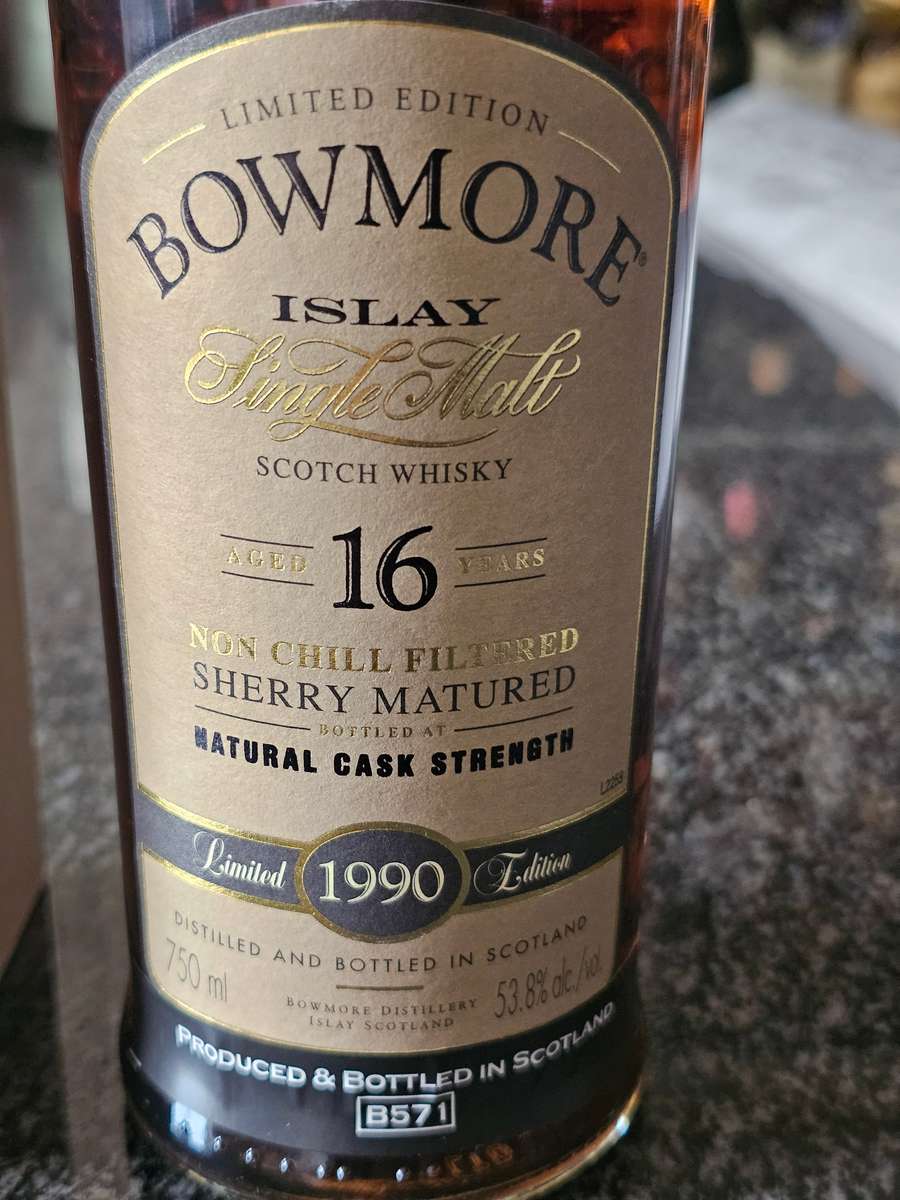 LIMITED EDITION
BOWMORE®
ISLAY
Single Malt
SCOTCH WHISKY
AGED 16 YEARS
NON CHILL FILTERED
SHERRY MATURED
BOTTLED AT
NATURAL CASK STRENGTH
L2253
Limited 1990 Edition
DISTILLED AND BOTTLED IN SCOTLAND
750 ml
BOWMORE DISTILLERY
ISLAY SCOTLAND
53.8% alc./vol.
PRODUCED & BOTTLED IN SCOTLAND
B571